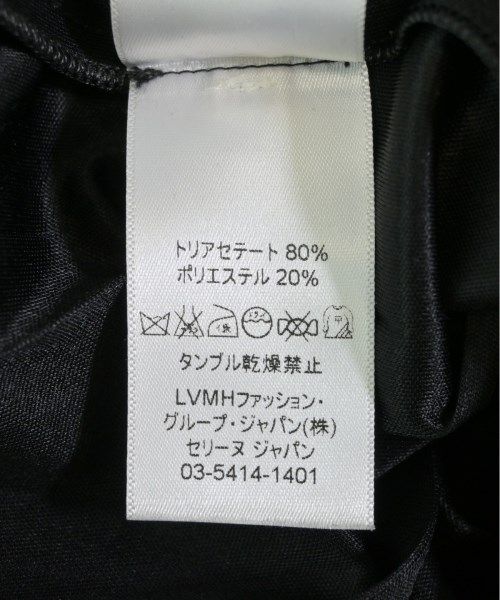 トリアセテート 80%
ポリエステル 20%
タンブル乾燥禁止
LVMHファッション・
グループ・ジャパン(株)
セリーヌ ジャパン
03-5414-1401